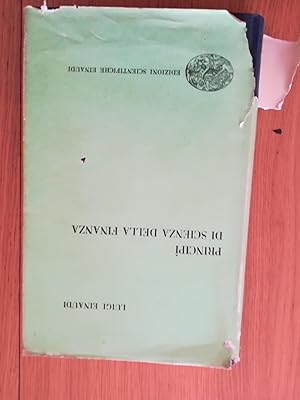 LUIGI EINAUDI
PRINCIPÎ
DI SCIENZA DELLA FINANZA
EDIZIONI SCIENTIFICHE EINAUDI